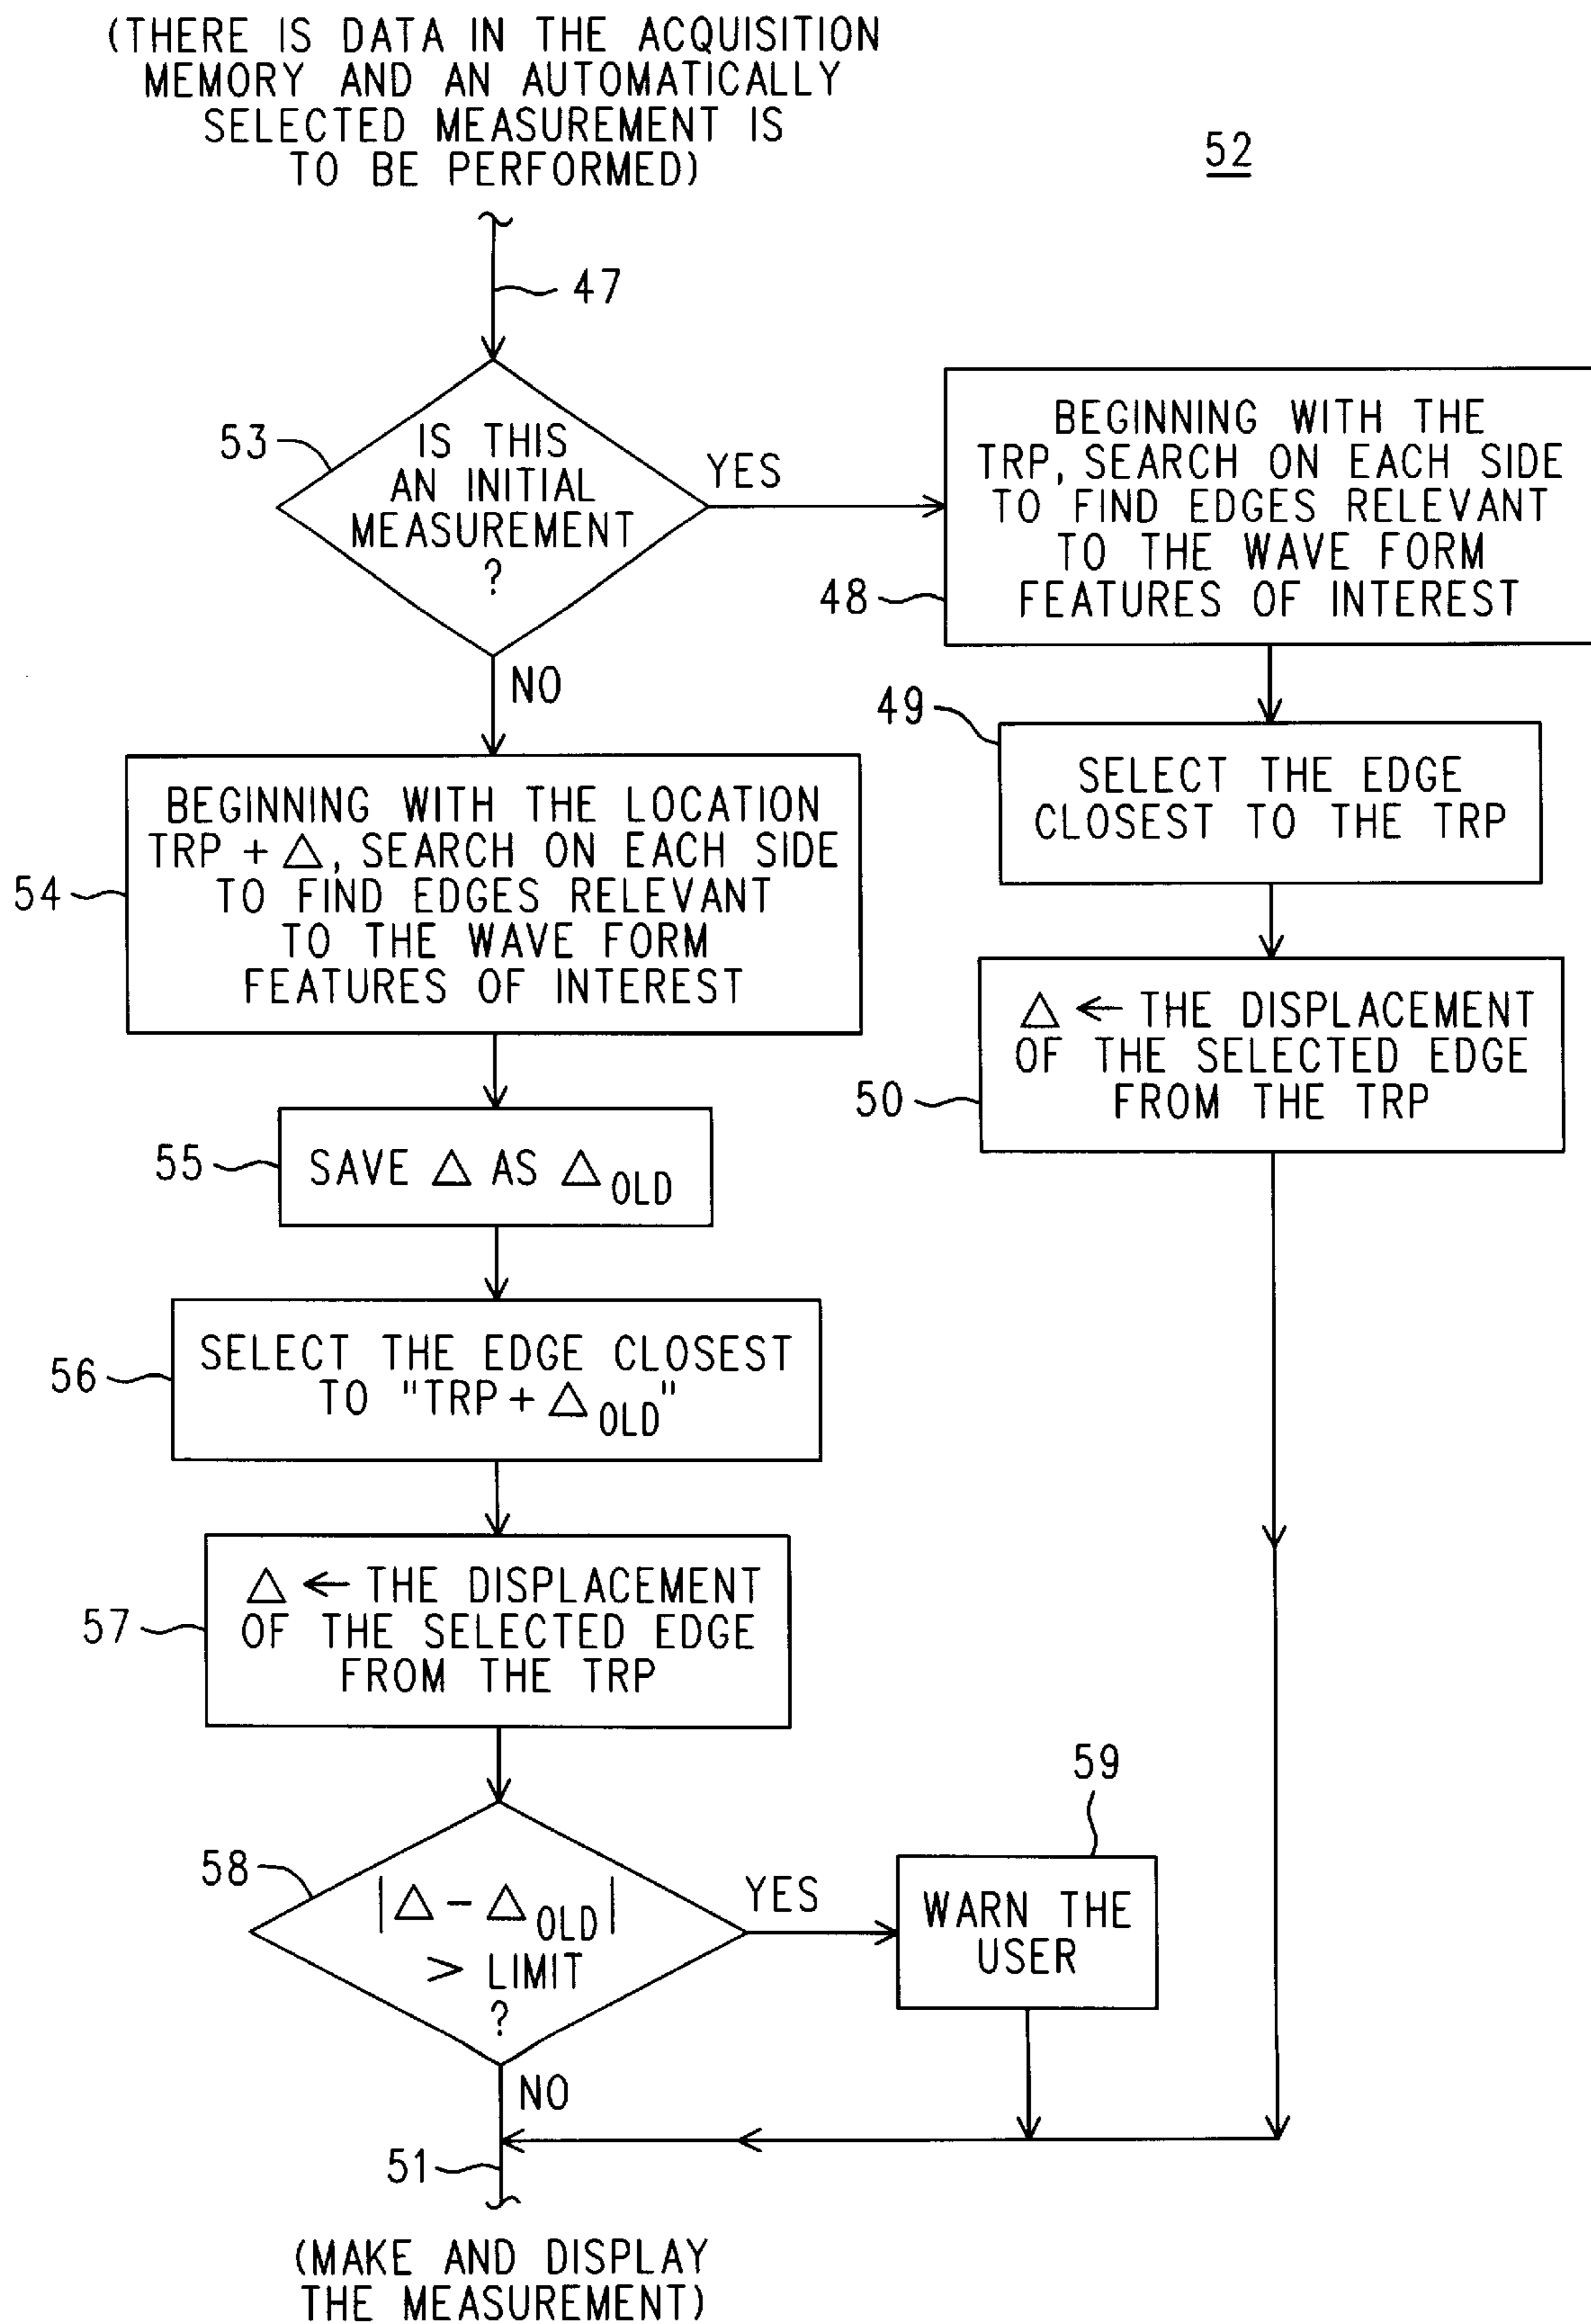 (THERE IS DATA IN THE ACQUISITION
MEMORY AND AN AUTOMATICALLY
SELECTED MEASUREMENT IS
TO BE PERFORMED)
52
47
53
IS THIS
AN INITIAL
MEASUREMENT
?
YES
NO
BEGINNING WITH THE
TRP, SEARCH ON EACH SIDE
TO FIND EDGES RELEVANT
TO THE WAVE FORM
FEATURES OF INTEREST
48
49
SELECT THE EDGE
CLOSEST TO THE TRP
50
△ ← THE DISPLACEMENT
OF THE SELECTED EDGE
FROM THE TRP
54
BEGINNING WITH THE LOCATION
TRP + △, SEARCH ON EACH SIDE
TO FIND EDGES RELEVANT
TO THE WAVE FORM
FEATURES OF INTEREST
55
SAVE △ AS △ OLD
56
SELECT THE EDGE CLOSEST
TO "TRP + △ OLD"
57
△ ← THE DISPLACEMENT
OF THE SELECTED EDGE
FROM THE TRP
58
|△ - △ OLD|
> LIMIT
?
YES
NO
59
WARN THE
USER
51
(MAKE AND DISPLAY
THE MEASUREMENT)